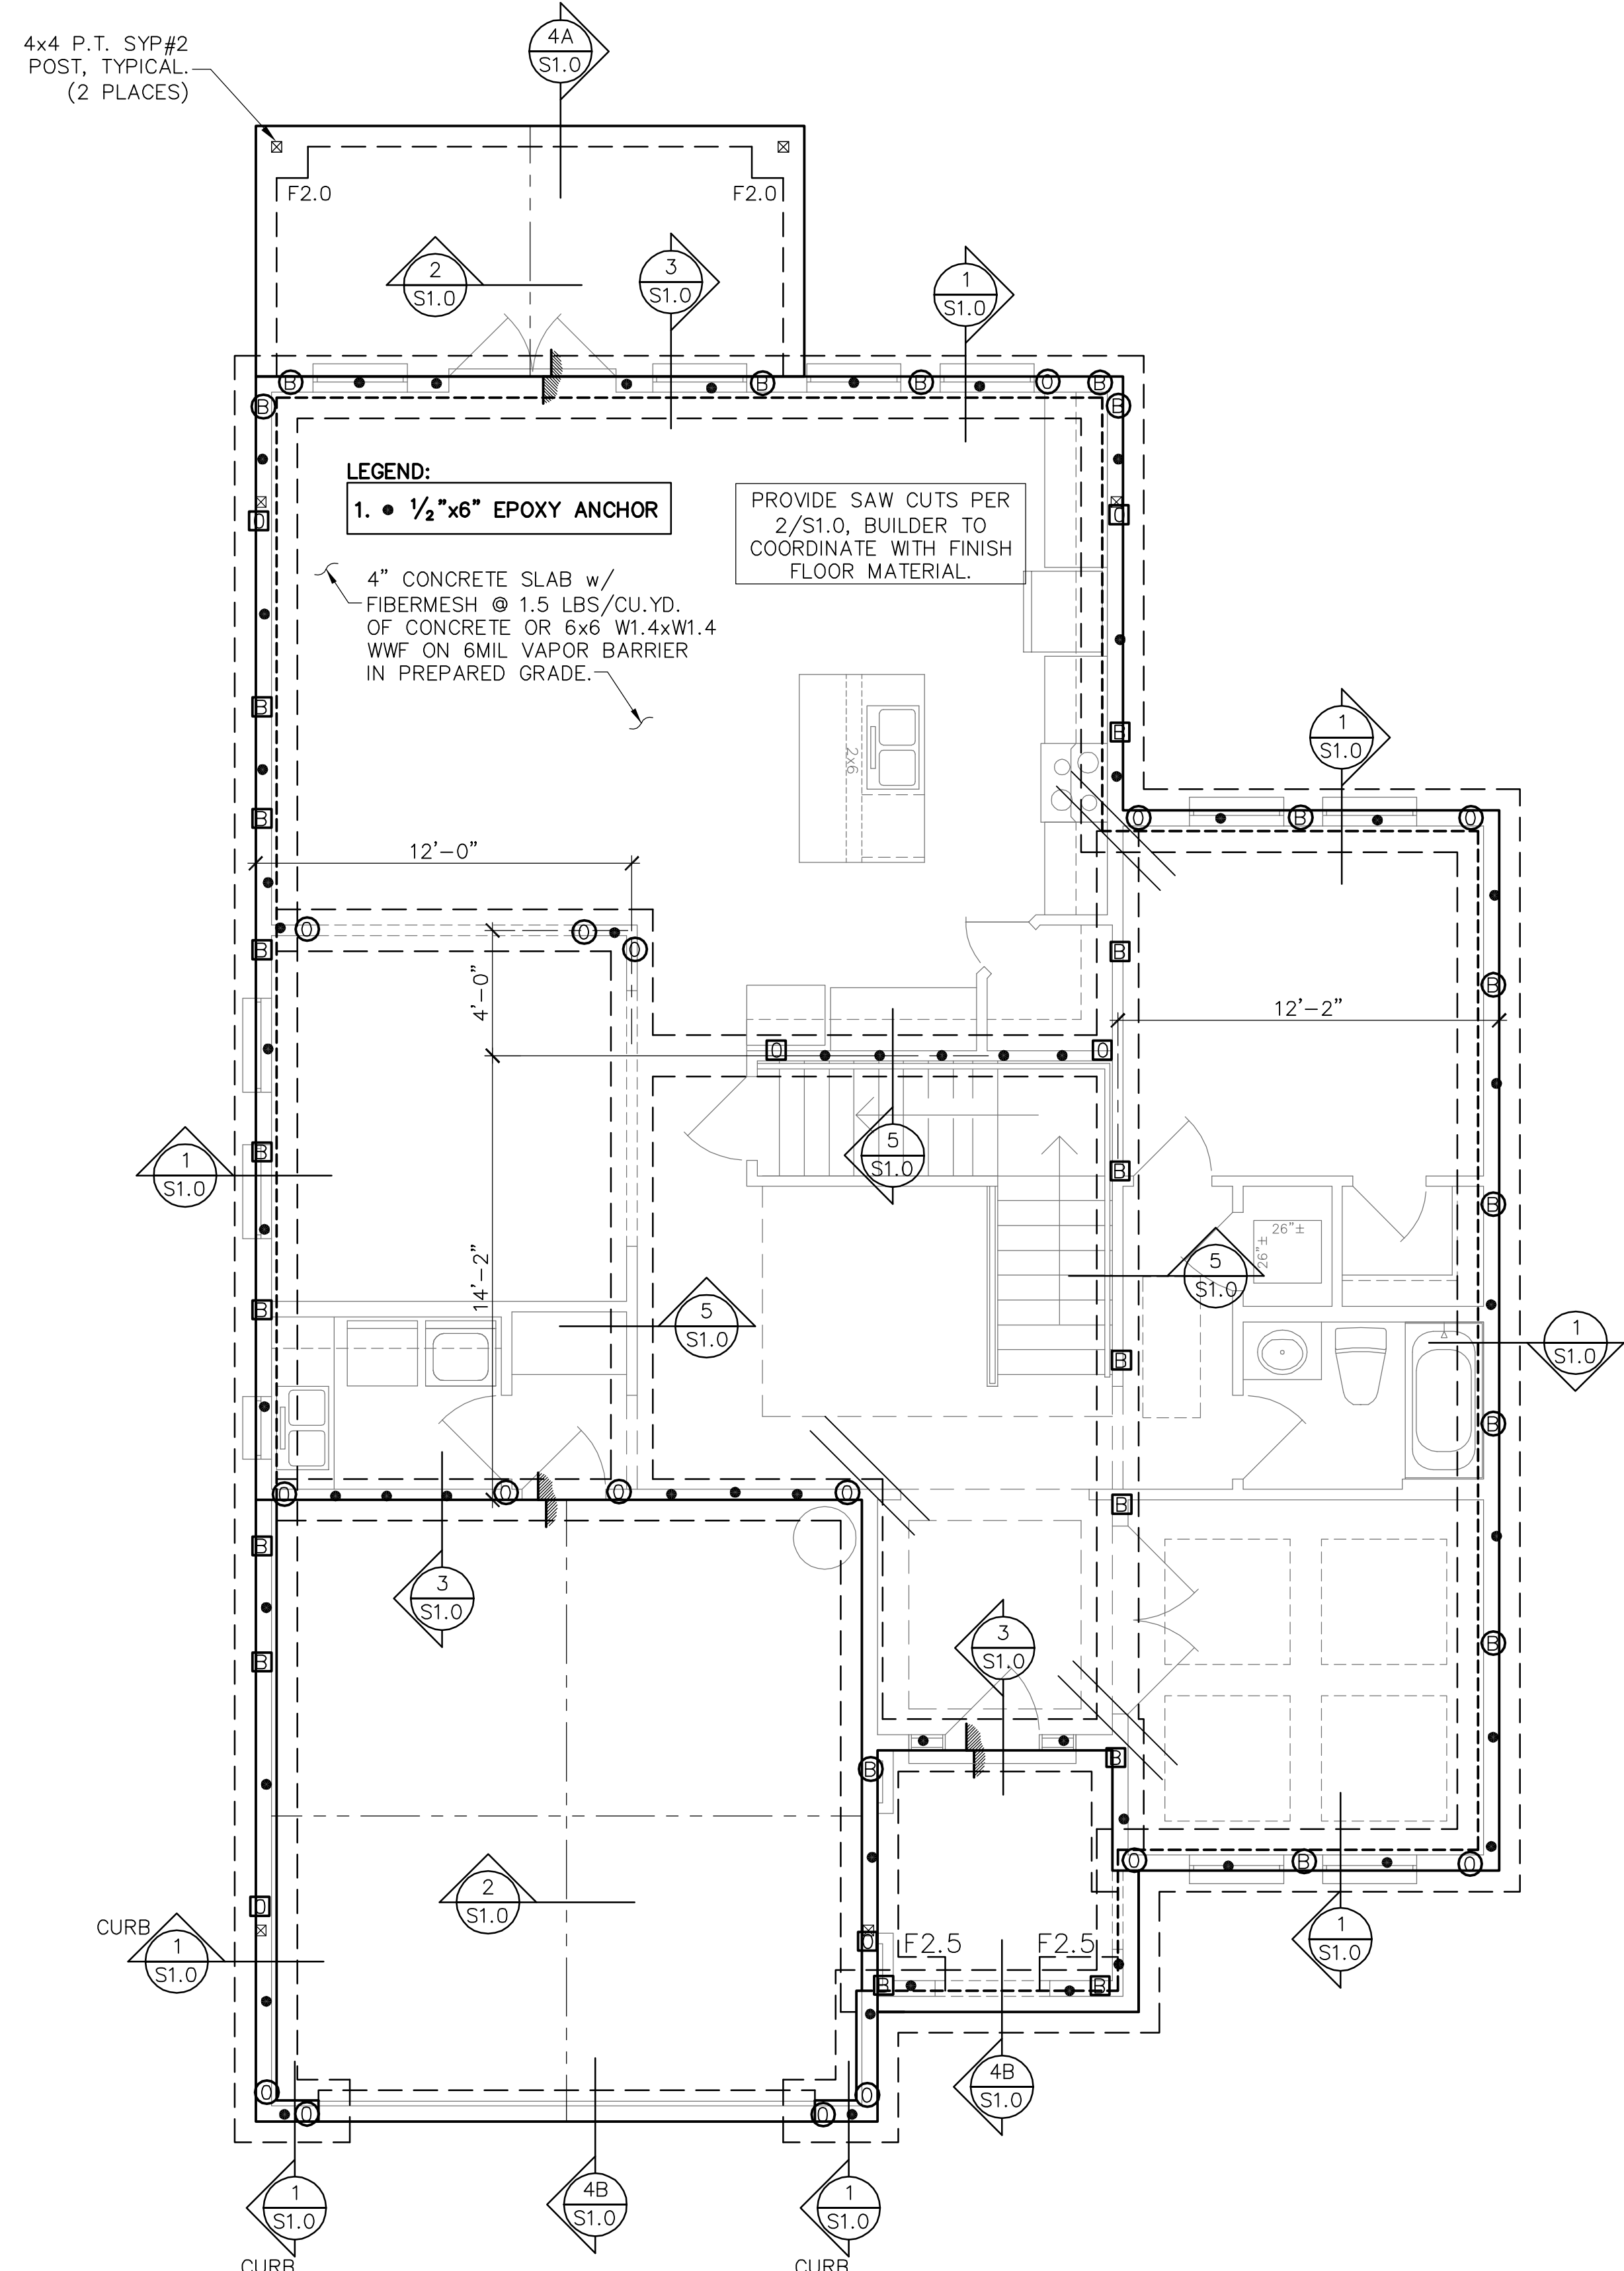 4A
S1.0
4x4 P.T. SYP#2
POST, TYPICAL.
(2 PLACES)
F2.0
F2.0
2
S1.0
3
S1.0
1
S1.0
B
B
B
O
B
B
B
LEGEND:
1. ● ½"x6" EPOXY ANCHOR
PROVIDE SAW CUTS PER
2/S1.0, BUILDER TO
COORDINATE WITH FINISH
FLOOR MATERIAL.
O
O
4" CONCRETE SLAB w/
FIBERMESH @ 1.5 LBS/CU.YD.
OF CONCRETE OR 6x6 W1.4xW1.4
WWF ON 6MIL VAPOR BARRIER
IN PREPARED GRADE.
B
B
1
S1.0
2x6
B
O
B
O
12'-0"
O
O
O
B
B
4'-0"
B
12'-2"
O
O
5
S1.0
B
1
S1.0
B
B
26"±
26"±
5
S1.0
14'-2"
B
5
S1.0
1
S1.0
B
B
O
O
O
O
B
B
3
S1.0
3
S1.0
B
B
B
B
2
S1.0
O
B
O
O
CURB
1
S1.0
O
F2.5
F2.5
1
S1.0
B
B
4B
S1.0
O
O
O
O
1
S1.0
CURB
4B
S1.0
1
S1.0
CURB